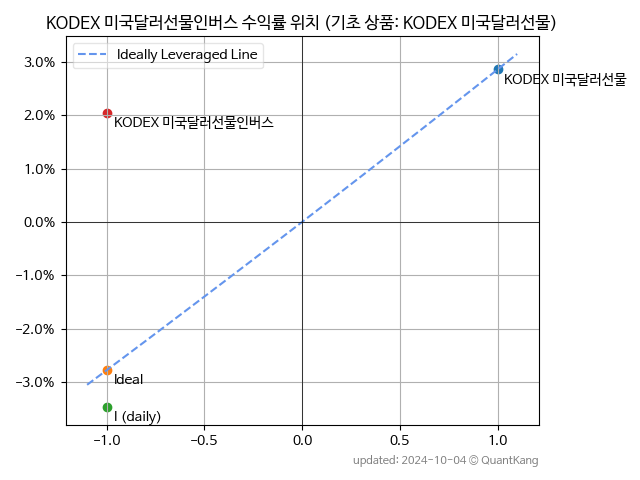 KODEX 미국달러선물인버스 수익률 위치 (기초 상품: KODEX 미국달러선물)
Ideally Leveraged Line
3.0%
KODEX 미국달러선물
2.0%
KODEX 미국달러선물인버스
1.0%
0.0%
-1.0%
-2.0%
-3.0%
Ideal
I (daily)
-1.0 -0.5 0.0 0.5 1.0
updated: 2024-10-04 © QuantKang